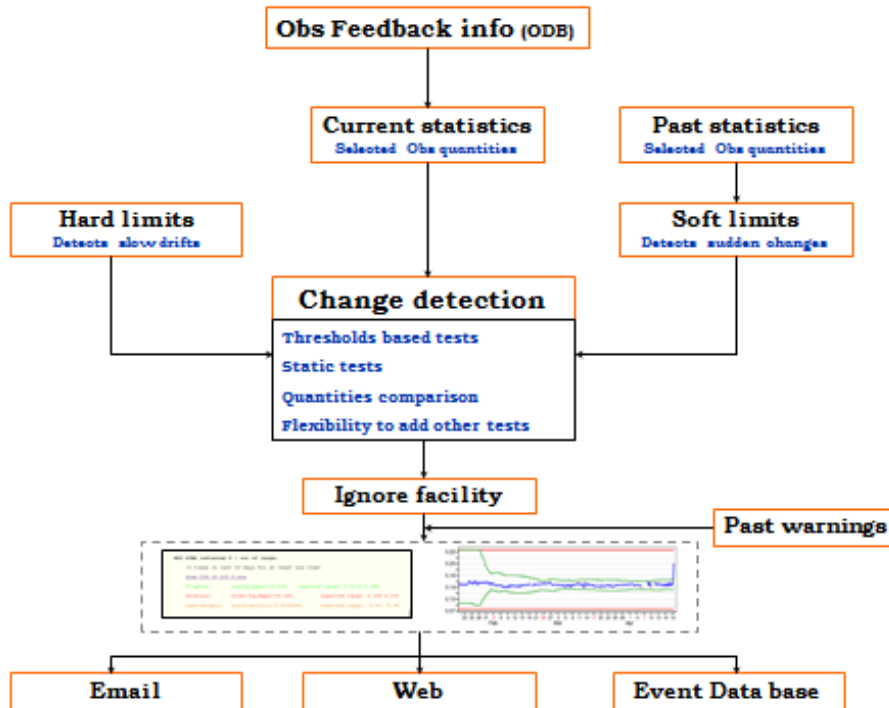 Obs Feedback info (ODB)
Current statistics
Selected Obs quantities
Past statistics
Selected Obs quantities
Hard limits
Detects slow drifts
Soft limits
Detects sudden changes
Change detection
Thresholds based tests
Static tests
Quantities comparison
Flexibility to add other tests
Ignore facility
Past warnings
Email
Web
Event Data base